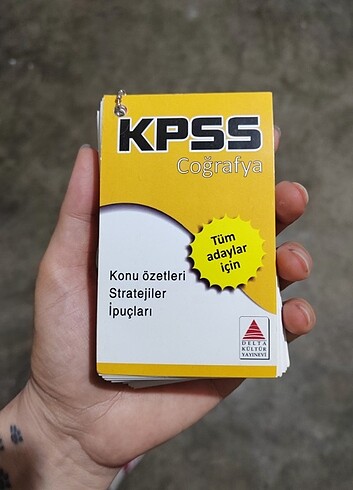 KPSS
Coğrafya
Tüm
adaylar
için
Konu özetleri
Stratejiler
İpuçları
DELTA
KÜLTÜR
YAYINEVİ